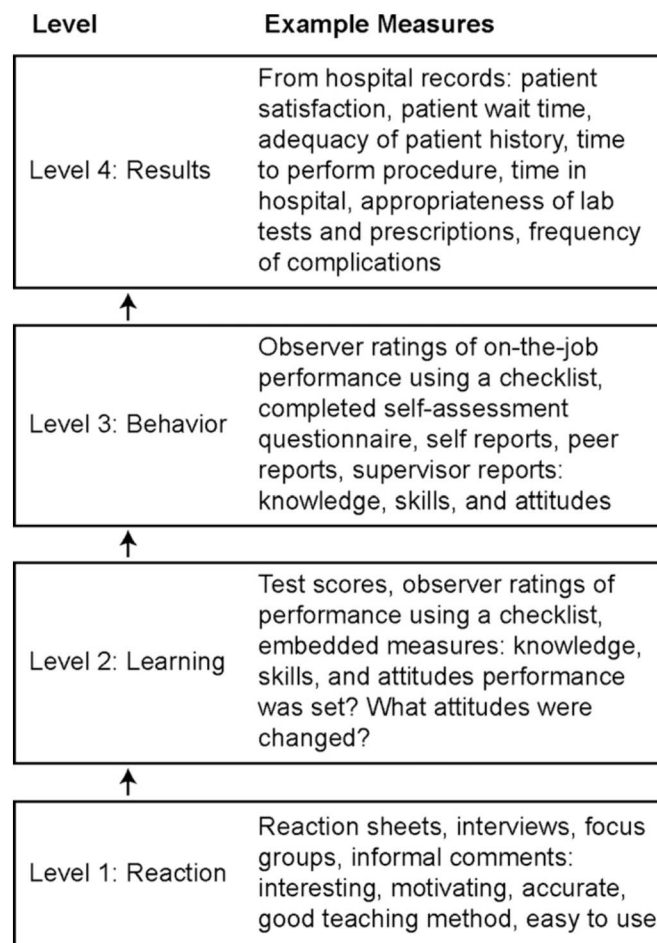 Level Example Measures
From hospital records: patient
satisfaction, patient wait time,
adequacy of patient history, time
Level 4: Results to perform procedure, time in
hospital, appropriateness of lab
tests and prescriptions, frequency
of complications
Observer ratings of on-the-job
performance using a checklist,
Level 3: Behavior completed self-assessment
questionnaire, self reports, peer
reports, supervisor reports:
knowledge, skills, and attitudes
Test scores, observer ratings of
performance using a checklist,
Level 2: Learning embedded measures: knowledge,
skills, and attitudes performance
was set? What attitudes were
changed?
Reaction sheets, interviews, focus
groups, informal comments:
Level 1: Reaction interesting, motivating, accurate,
good teaching method, easy to use